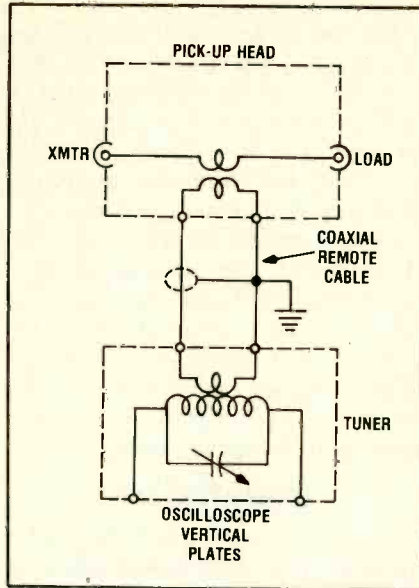 PICK-UP HEAD
XMTR
LOAD
COAXIAL
REMOTE
CABLE
TUNER
OSCILLOSCOPE
VERTICAL
PLATES